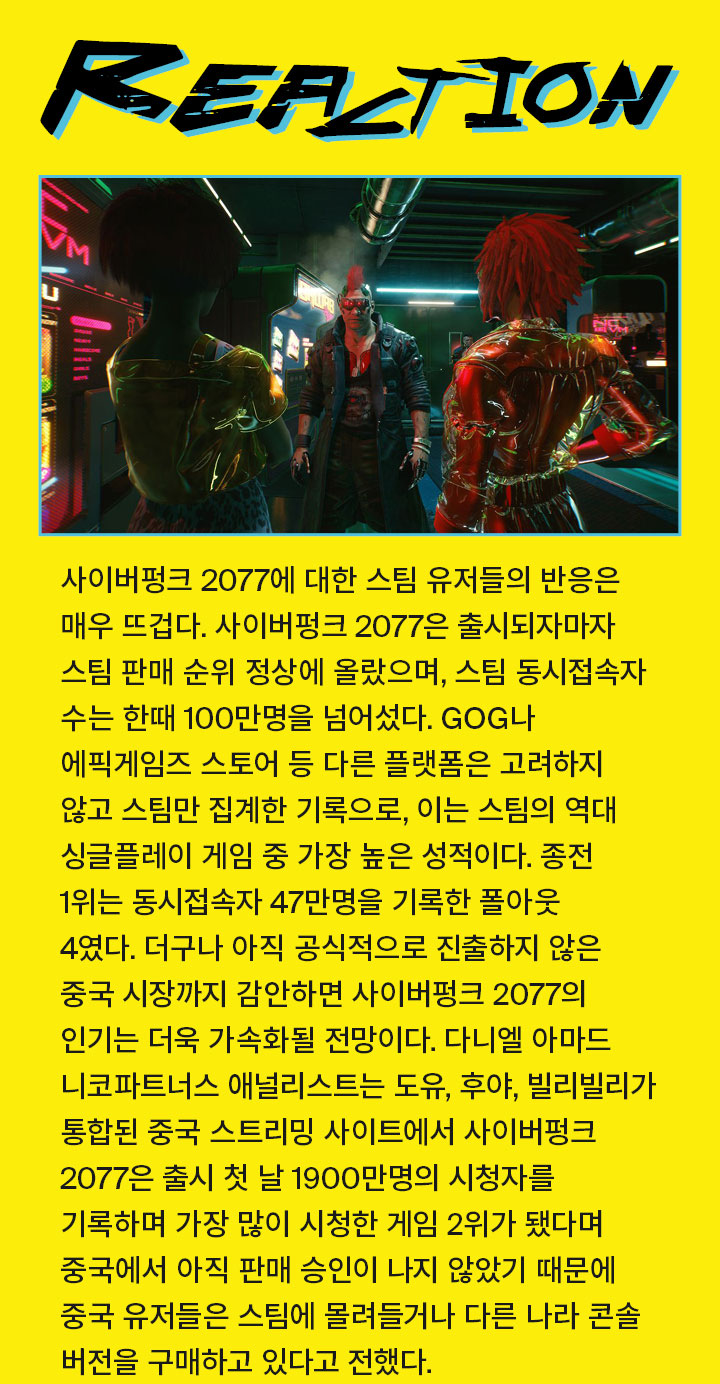 REACTION
사이버펑크 2077에 대한 스팀 유저들의 반응은
매우 뜨겁다. 사이버펑크 2077은 출시되자마자
스팀 판매 순위 정상에 올랐으며, 스팀 동시접속자
수는 한때 100만명을 넘어섰다. GOG나
에픽게임즈 스토어 등 다른 플랫폼은 고려하지
않고 스팀만 집계한 기록으로, 이는 스팀의 역대
싱글플레이 게임 중 가장 높은 성적이다. 종전
1위는 동시접속자 47만명을 기록한 폴아웃
4였다. 더구나 아직 공식적으로 진출하지 않은
중국 시장까지 감안하면 사이버펑크 2077의
인기는 더욱 가속화될 전망이다. 다니엘 아마드
니코파트너스 애널리스트는 도유, 후야, 빌리빌리가
통합된 중국 스트리밍 사이트에서 사이버펑크
2077은 출시 첫 날 1900만명의 시청자를
기록하며 가장 많이 시청한 게임 2위가 됐다며
중국에서 아직 판매 승인이 나지 않았기 때문에
중국 유저들은 스팀에 몰려들거나 다른 나라 콘솔
버전을 구매하고 있다고 전했다.